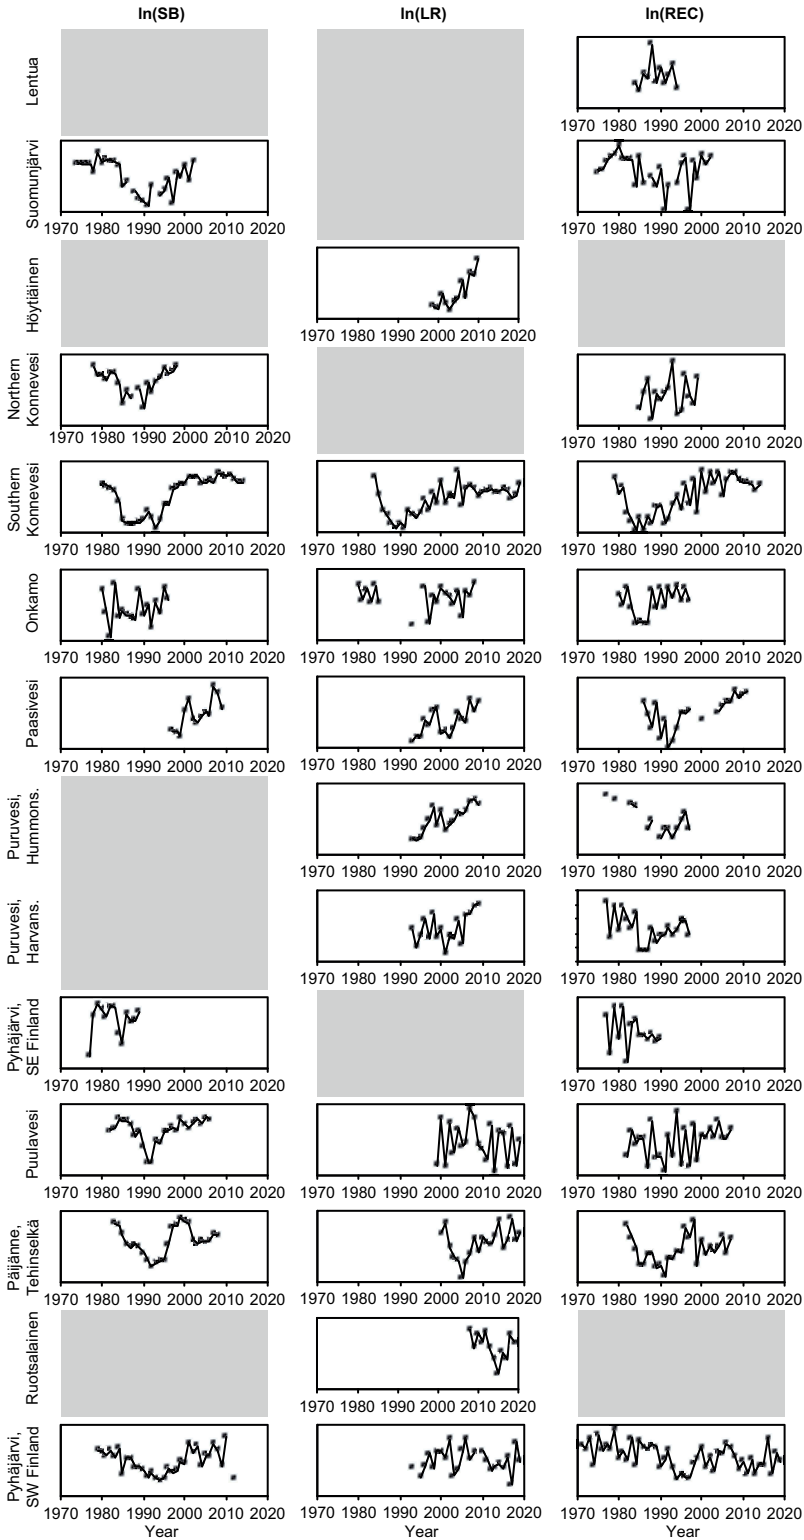 ln(SB) ln(LR) ln(REC)
Lentua
1970 1980 1990 2000 2010 2020
Suomunjärvi
1970 1980 1990 2000 2010 2020 1970 1980 1990 2000 2010 2020
Höytiäinen
1970 1980 1990 2000 2010 2020
Northern
Konnevesi
1970 1980 1990 2000 2010 2020 1970 1980 1990 2000 2010 2020
Southern
Konnevesi
1970 1980 1990 2000 2010 2020 1970 1980 1990 2000 2010 2020 1970 1980 1990 2000 2010 2020
Onkamo
1970 1980 1990 2000 2010 2020 1970 1980 1990 2000 2010 2020 1970 1980 1990 2000 2010 2020
Paasivesi
1970 1980 1990 2000 2010 2020 1970 1980 1990 2000 2010 2020 1970 1980 1990 2000 2010 2020
Puruvesi,
Hummons.
1970 1980 1990 2000 2010 2020 1970 1980 1990 2000 2010 2020
Puruvesi,
Harvans.
1970 1980 1990 2000 2010 2020 1970 1980 1990 2000 2010 2020
Pyhäjärvi,
SE Finland
1970 1980 1990 2000 2010 2020 1970 1980 1990 2000 2010 2020
Puulavesi
1970 1980 1990 2000 2010 2020 1970 1980 1990 2000 2010 2020 1970 1980 1990 2000 2010 2020
Päijänne,
Tehinselkä
1970 1980 1990 2000 2010 2020 1970 1980 1990 2000 2010 2020 1970 1980 1990 2000 2010 2020
Ruotsalainen
1970 1980 1990 2000 2010 2020
Pyhäjärvi,
SW Finland
1970 1980 1990 2000 2010 2020 1970 1980 1990 2000 2010 2020 1970 1980 1990 2000 2010 2020
Year Year Year